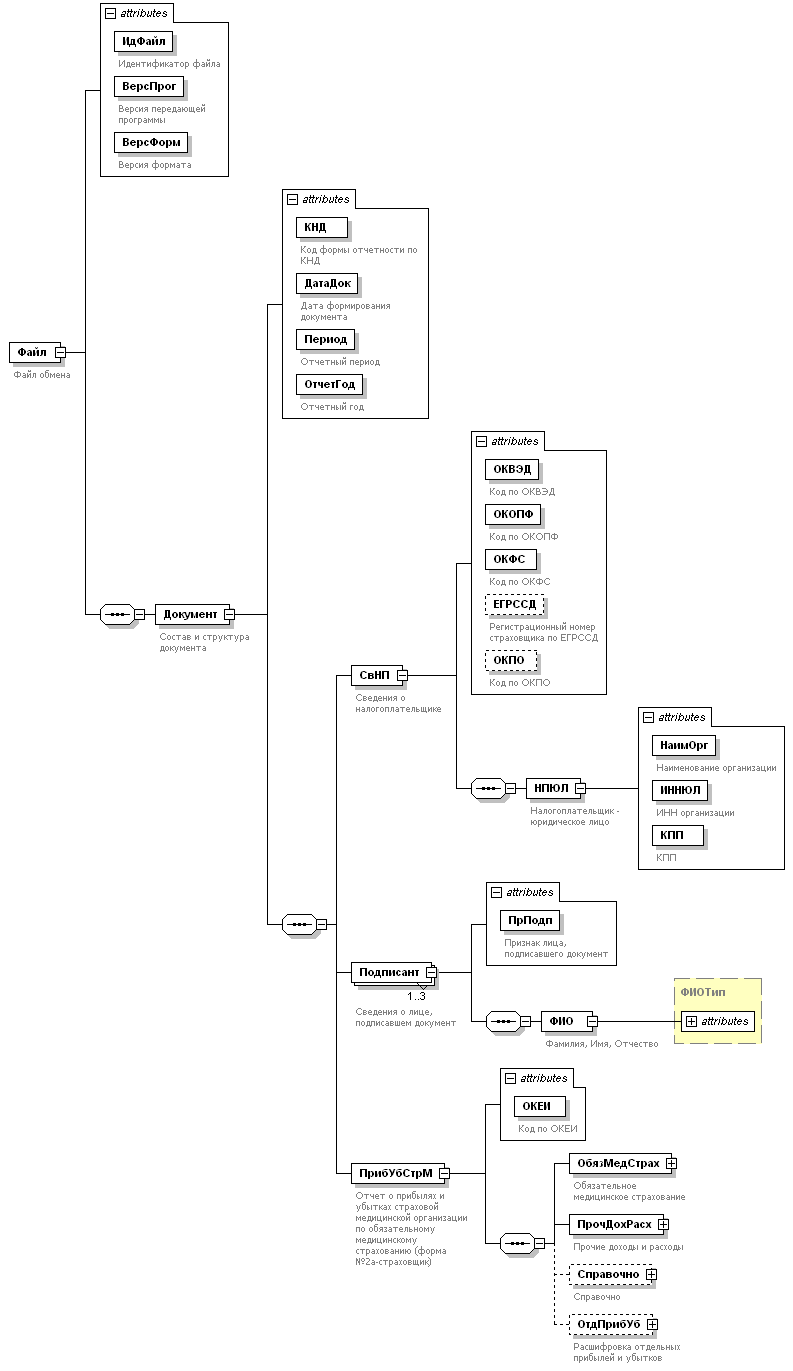 attributes
ИдФайл
Идентификатор файла
ВерсПрог
Версия передающей
программы
ВерсФорм
Версия формата
attributes
КНД
Код формы отчетности по
КНД
ДатаДок
Дата формирования
документа
Период
Отчетный период
ОтчетГод
Отчетный год
Файл
Файл обмена
attributes
ОКВЭД
Код по ОКВЭД
ОКОПФ
Код по ОКОПФ
ОКФС
Код по ОКФС
ЕГРССД
Регистрационный номер
страховщика по ЕГРССД
ОКПО
Код по ОКПО
Документ
Состав и структура
документа
СвНП
Сведения о
налогоплательщике
attributes
НаимОрг
Наименование организации
ИННЮЛ
ИНН организации
КПП
КПП
НПЮЛ
Налогоплательщик -
юридическое лицо
attributes
ПрПодп
Признак лица,
подписавшего документ
Подписант
1..3
Сведения о лице,
подписавшем документ
ФИОТип
attributes
ФИО
Фамилия, Имя, Отчество
attributes
ОКЕИ
Код по ОКЕИ
ПрибУбСтрМ
Отчет о прибылях и
убытках страховой
медицинской организации
по обязательному
медицинскому
страхованию (форма
№2а-страховщик)
ОбязМедСтрах
Обязательное
медицинское страхование
ПрочДохРасх
Прочие доходы и расходы
Справочно
Справочно
ОтдПрибУб
Расшифровка отдельных
прибылей и убытков